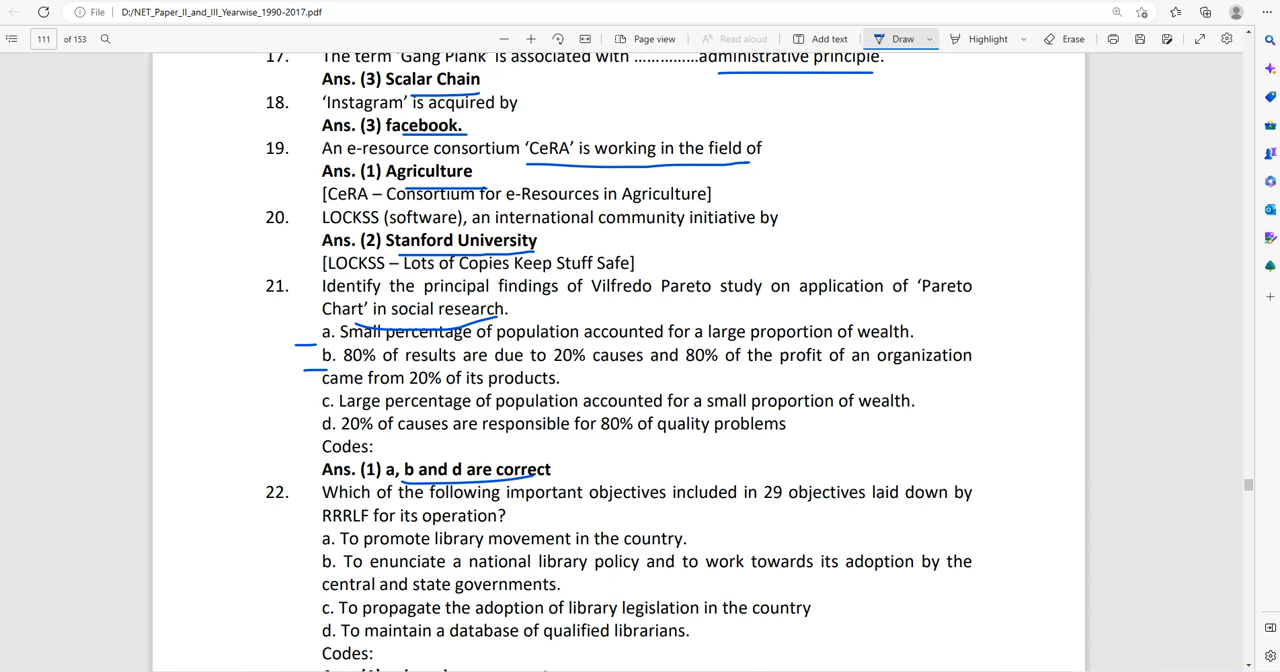 File
D:/NET_Paper_II_and_III_Yearwise_1990-2017.pdf
111 of 153
Page view
Read aloud
Add text
Draw
Highlight
Erase
17. The term ‘Gang Plank’ is associated with ……………administrative principle.
Ans. (3) Scalar Chain
18. ‘Instagram’ is acquired by
Ans. (3) facebook.
19. An e-resource consortium ‘CeRA’ is working in the field of
Ans. (1) Agriculture
[CeRA – Consortium for e-Resources in Agriculture]
20. LOCKSS (software), an international community initiative by
Ans. (2) Stanford University
[LOCKSS – Lots of Copies Keep Stuff Safe]
21. Identify the principal findings of Vilfredo Pareto study on application of ‘Pareto
Chart’ in social research.
a. Small percentage of population accounted for a large proportion of wealth.
b. 80% of results are due to 20% causes and 80% of the profit of an organization
came from 20% of its products.
c. Large percentage of population accounted for a small proportion of wealth.
d. 20% of causes are responsible for 80% of quality problems
Codes:
Ans. (1) a, b and d are correct
22. Which of the following important objectives included in 29 objectives laid down by
RRRLF for its operation?
a. To promote library movement in the country.
b. To enunciate a national library policy and to work towards its adoption by the
central and state governments.
c. To propagate the adoption of library legislation in the country
d. To maintain a database of qualified librarians.
Codes: